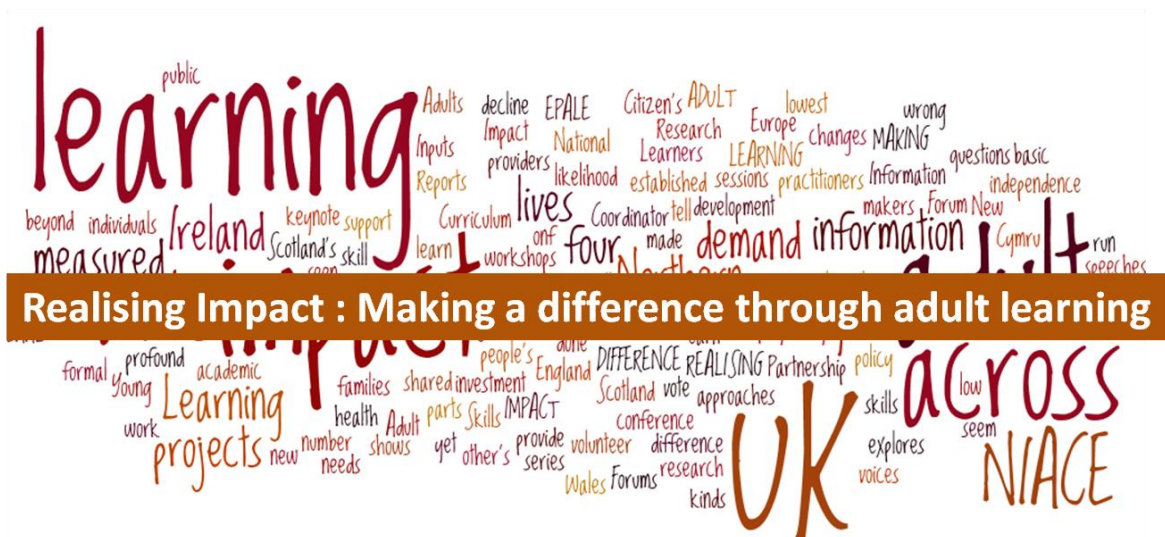 learning
public
Adults decline EPALE Citizen's ADULT lowest wrong
Inputs Impact National Research Europe changes MAKING
Reports providers likelihood Learners LEARNING practitioners Information questions basic
established sessions independence
beyond individuals Ireland keynote support Curriculum lives Coordinator tell development makers Forum New
measured Scotland's skill learn workshops onf four made demand information Cymru run
seen Northern adult speeches
Realising Impact : Making a difference through adult learning
impact
formal profound academic people's done England DIFFERENCE REALISING Partnership policy across
young Learning families shared investment Scotland vote approaches low
work projects health Adult parts Skills IMPACT conference UK skills seem
new number needs shows yet other's provide series volunteer difference explores NIACE
Wales Forums research voices
kinds